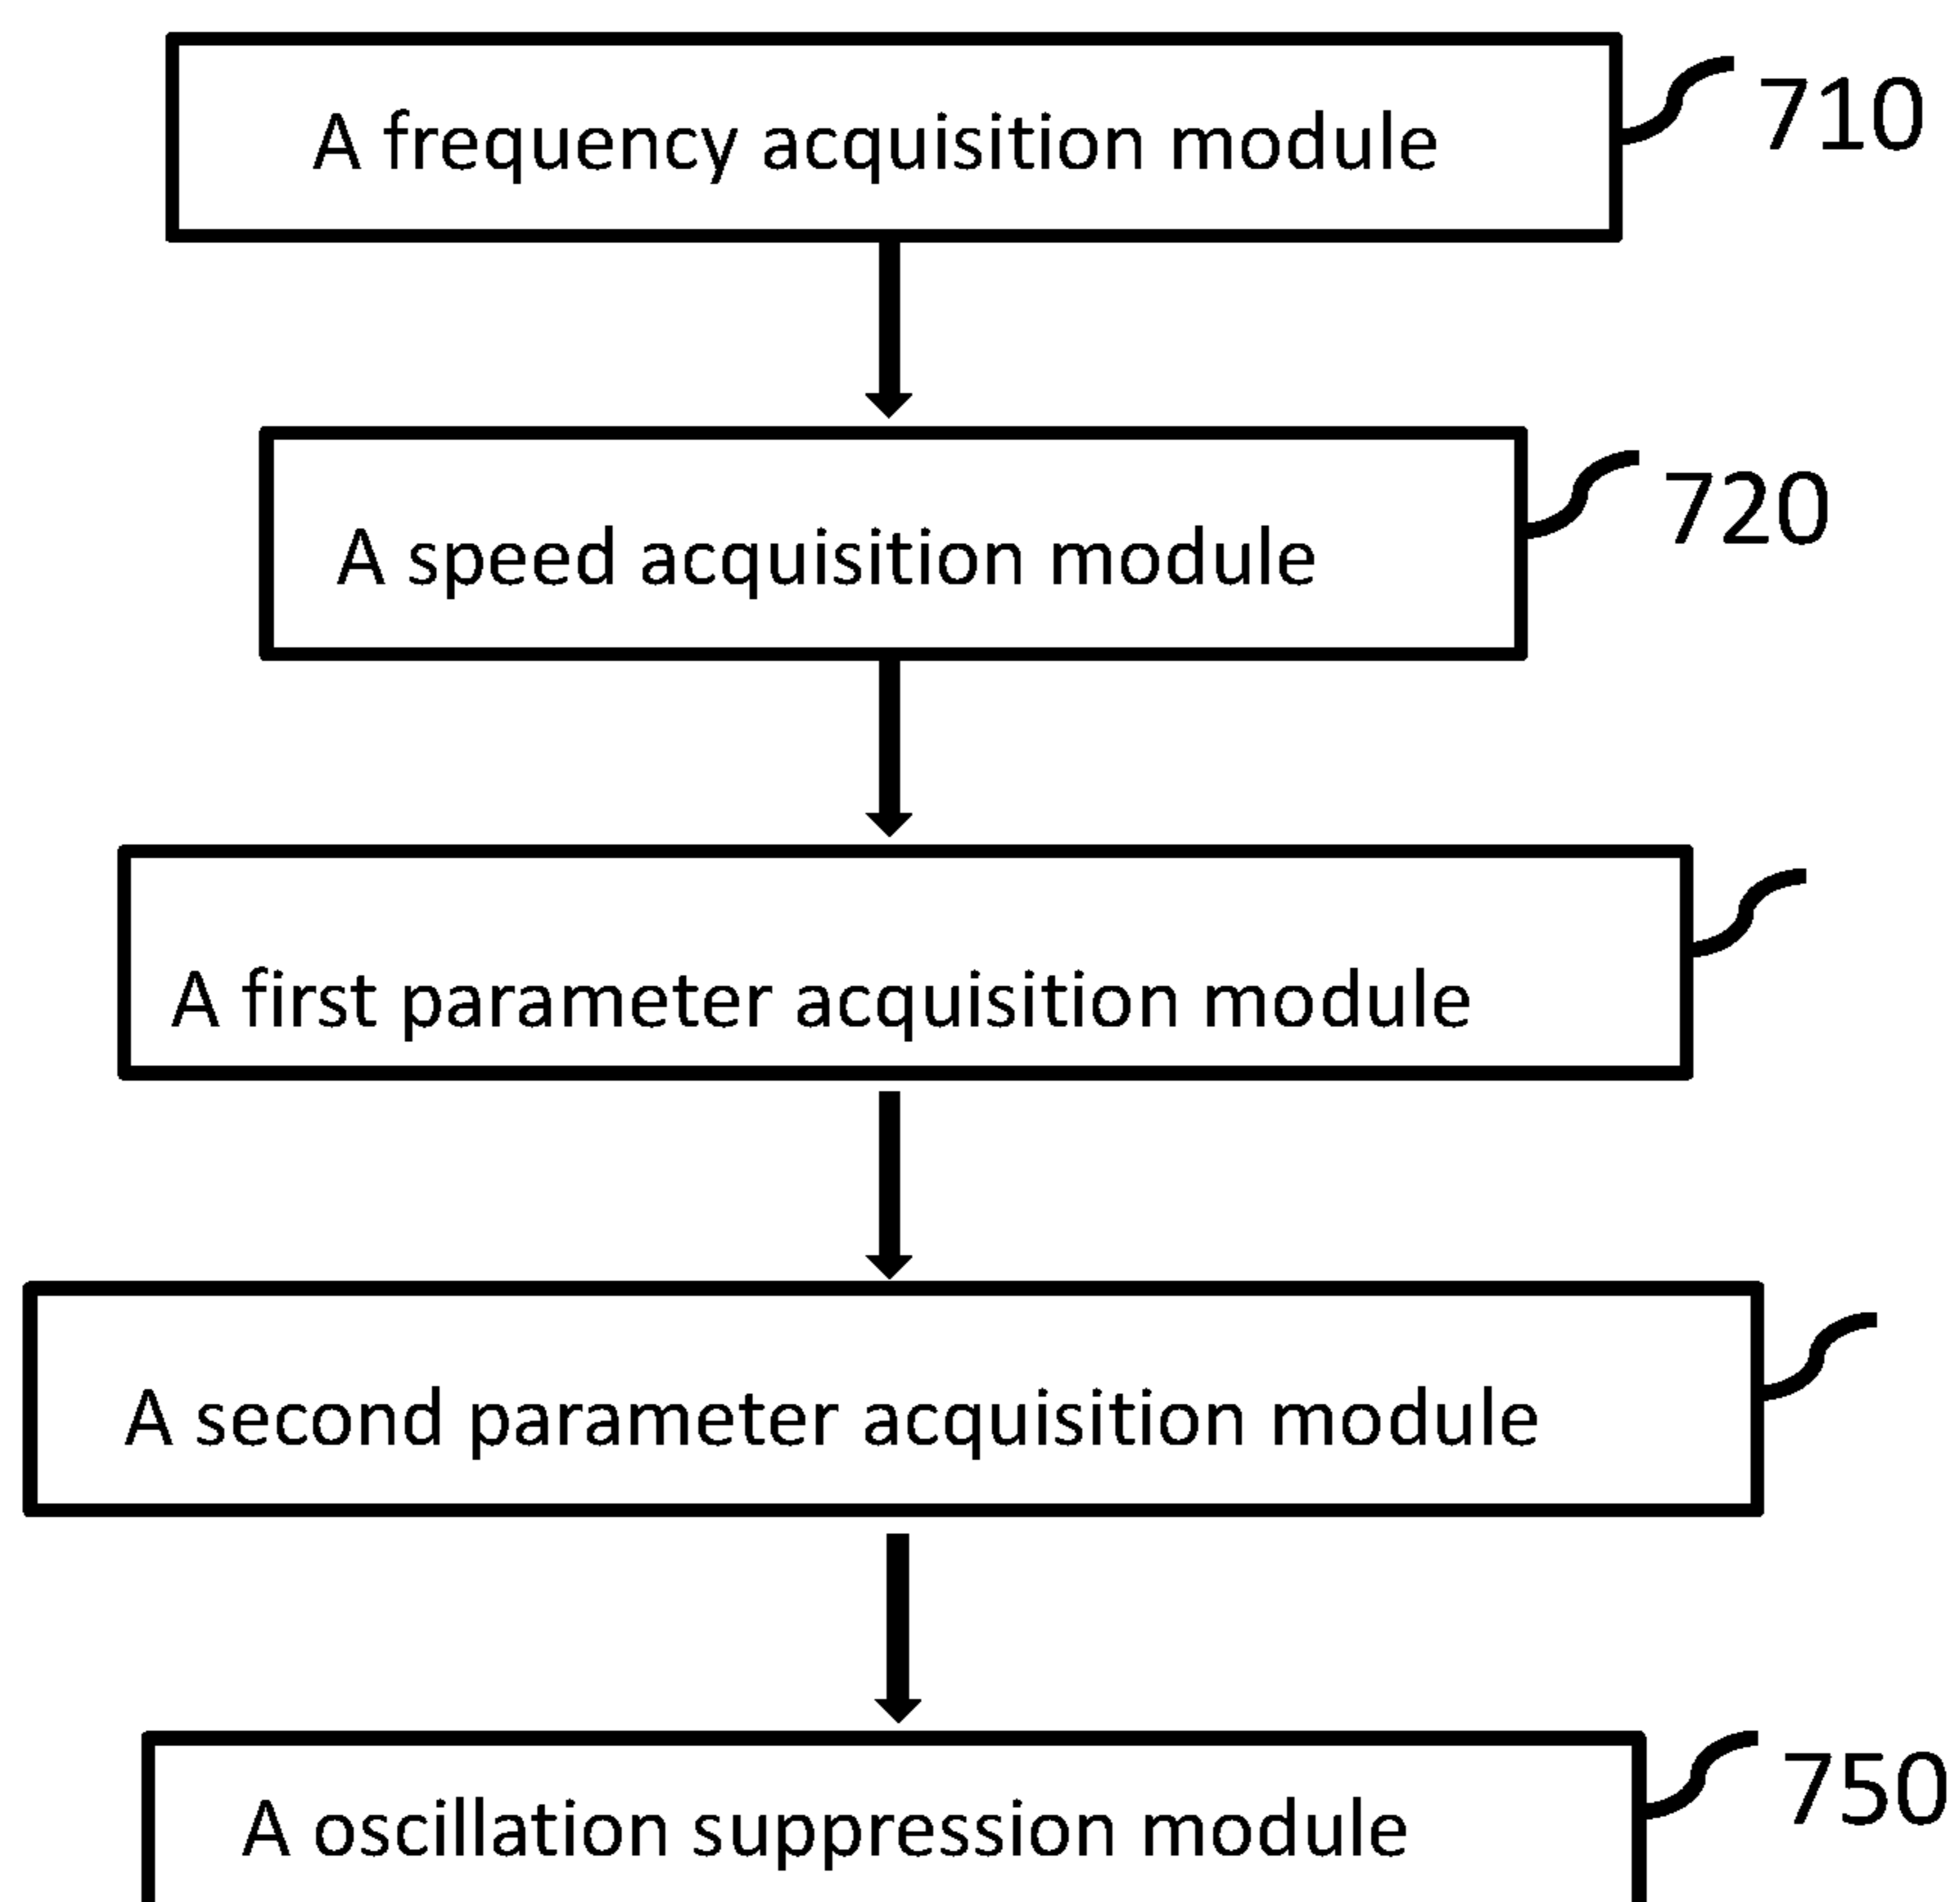 A frequency acquisition module 710
A speed acquisition module 720
A first parameter acquisition module
A second parameter acquisition module
A oscillation suppression module 750